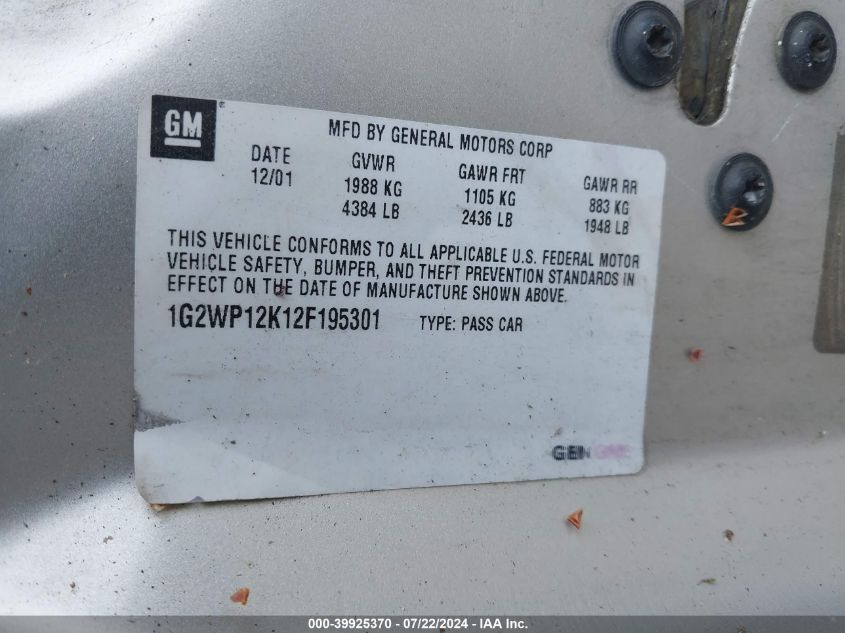 GM
MFD BY GENERAL MOTORS CORP
DATE GVWR GAWR FRT GAWR RR
12/01 1988 KG 1105 KG 883 KG
4384 LB 2436 LB 1948 LB
THIS VEHICLE CONFORMS TO ALL APPLICABLE U.S. FEDERAL MOTOR
VEHICLE SAFETY, BUMPER, AND THEFT PREVENTION STANDARDS IN
EFFECT ON THE DATE OF MANUFACTURE SHOWN ABOVE.
1G2WP12K12F195301 TYPE: PASS CAR
000-39925370 - 07/22/2024 - IAA Inc.